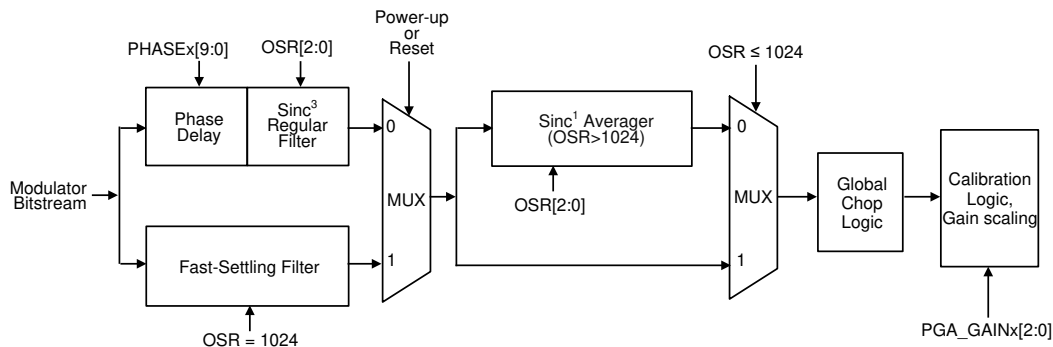 Power-up
or
Reset
PHASEx[9:0]
OSR[2:0]
OSR ≤ 1024
Phase
Delay
Sinc³
Regular
Filter
0
Sinc¹ Averager
(OSR>1024)
0
Modulator
Bitstream
MUX
OSR[2:0]
MUX
Global
Chop
Logic
Calibration
Logic,
Gain scaling
Fast-Settling Filter
1
1
OSR = 1024
PGA_GAINx[2:0]